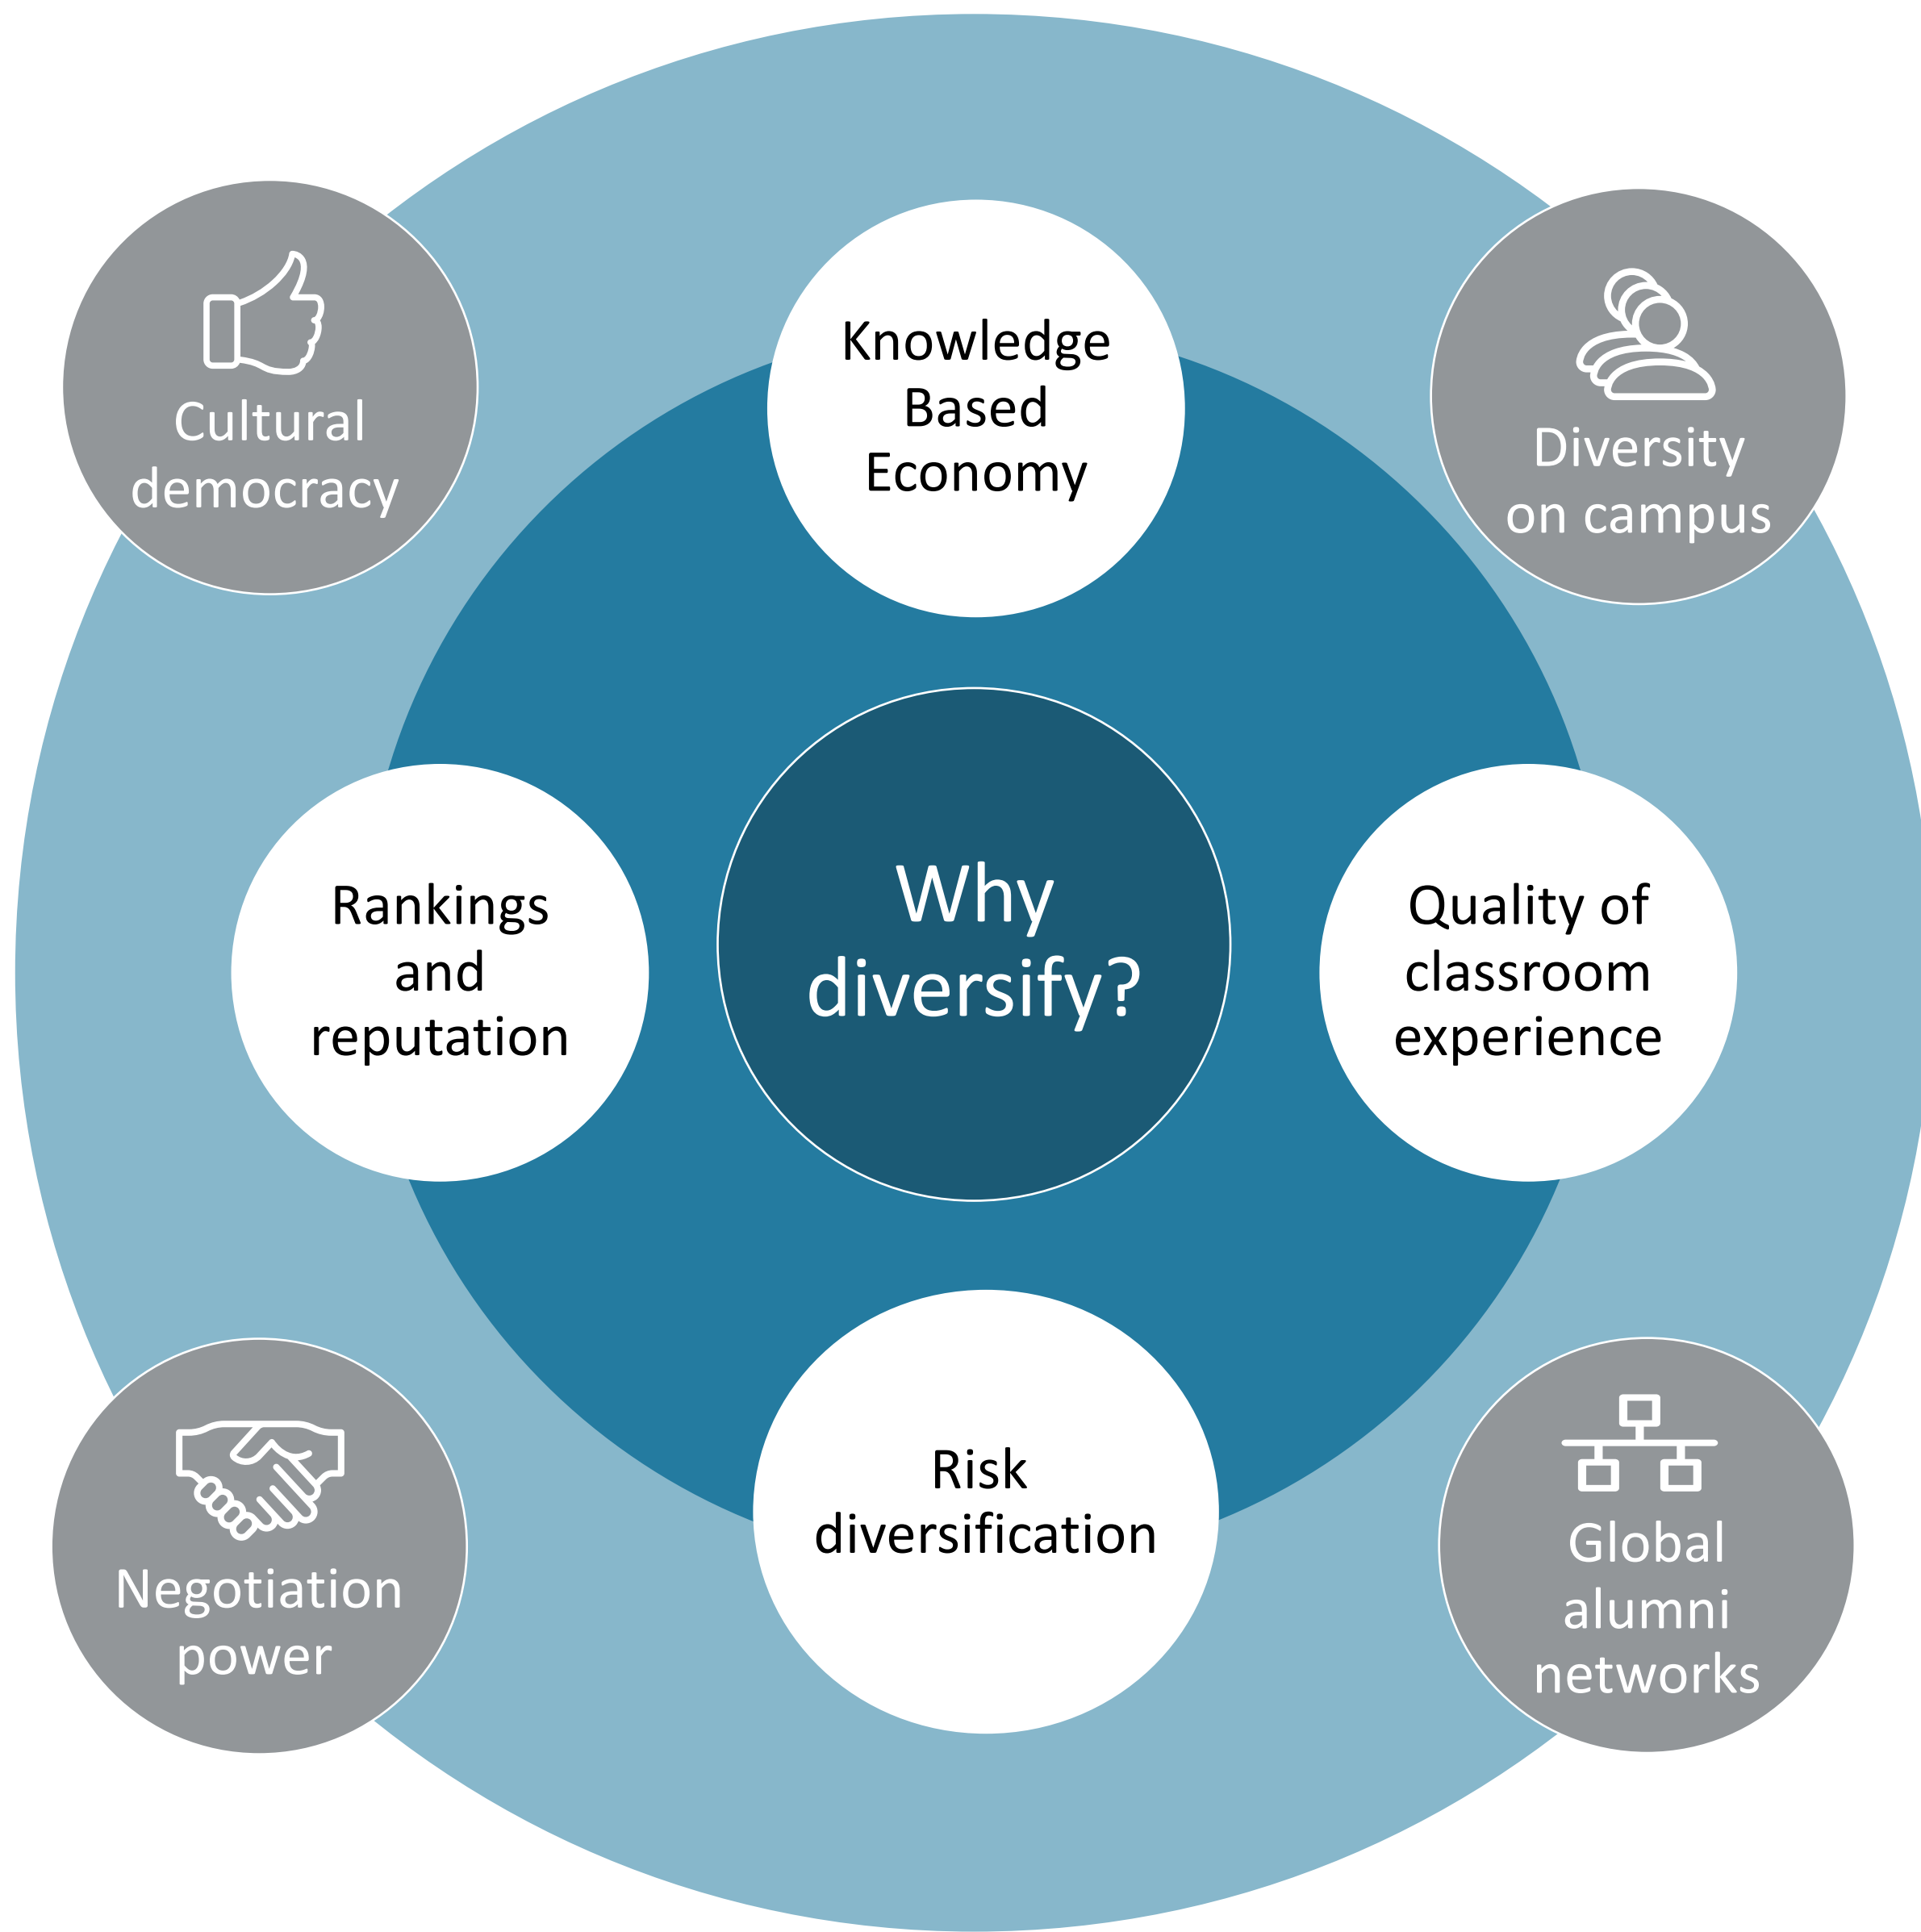 Cultural
democracy
Knowledge
Based
Economy
Diversity
on campus
Rankings
and
reputation
Why
diversify?
Quality of
classroom
experience
Negotiation
power
Risk
diversification
Global
alumni
networks